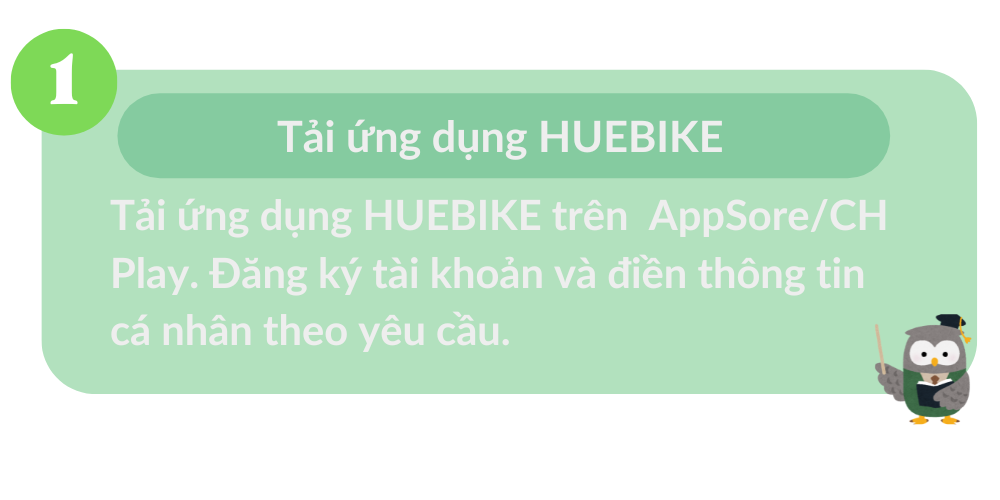 1
Tải ứng dụng HUEBIKE
Tải ứng dụng HUEBIKE trên AppSore/CH
Play. Đăng ký tài khoản và điền thông tin
cá nhân theo yêu cầu.